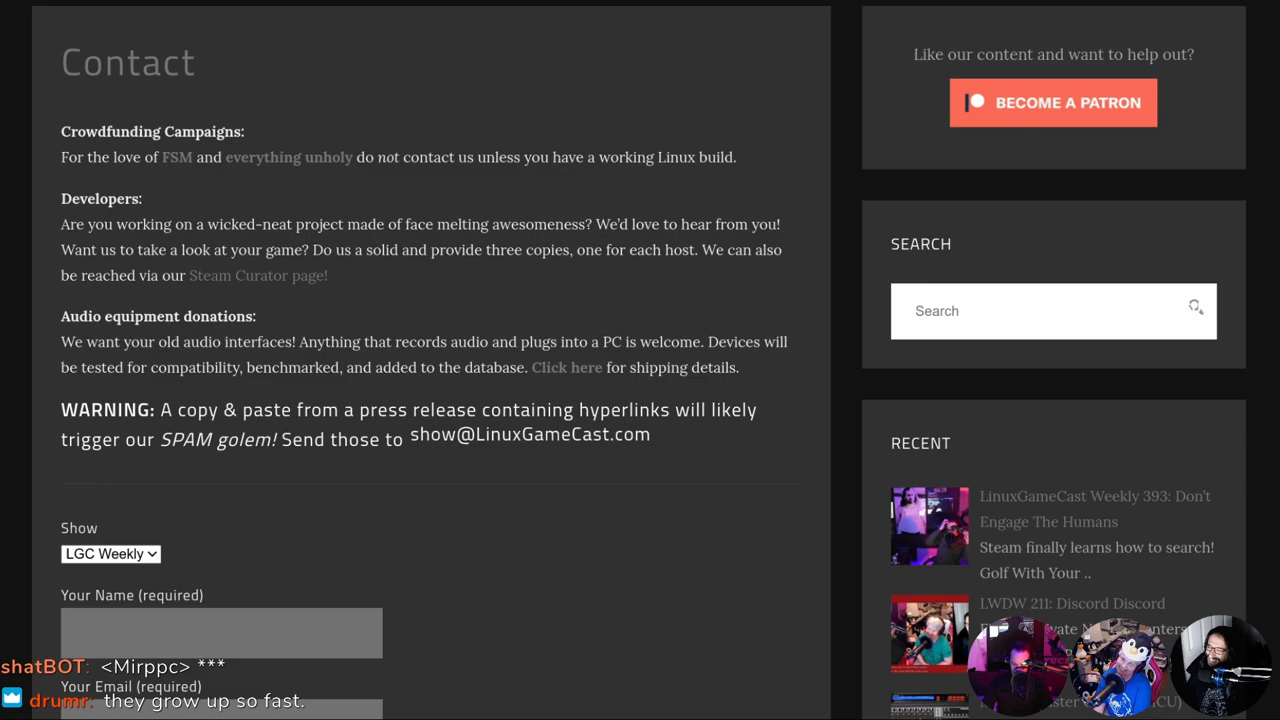 Contact
Crowdfunding Campaigns:
For the love of FSM and everything unholy do not contact us unless you have a working Linux build.
Developers:
Are you working on a wicked-neat project made of face melting awesomeness? We'd love to hear from you!
Want us to take a look at your game? Do us a solid and provide three copies, one for each host. We can also
be reached via our Steam Curator page!
Audio equipment donations:
We want your old audio interfaces! Anything that records audio and plugs into a PC is welcome. Devices will
be tested for compatibility, benchmarked, and added to the database. Click here for shipping details.
WARNING: A copy & paste from a press release containing hyperlinks will likely
trigger our SPAM golem! Send those to show@LinuxGameCast.com
Show
LGC Weekly
Your Name (required)
shatBOT: <Mirppc> ***
Your Email (required)
drumr: they grow up so fast.
Like our content and want to help out?
BECOME A PATRON
SEARCH
Search
RECENT
LinuxGameCast Weekly 393: Don't
Engage The Humans
Steam finally learns how to search!
Golf With Your ..
LWDW 211: Discord Discord